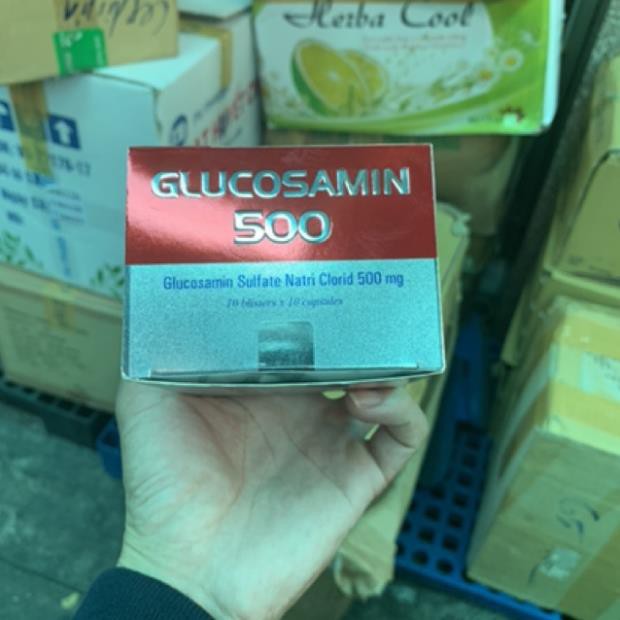 Herba Cool
GLUCOSAMIN
500
Glucosamin Sulfate Natri Clorid 500 mg
10 blisters x 10 capsules